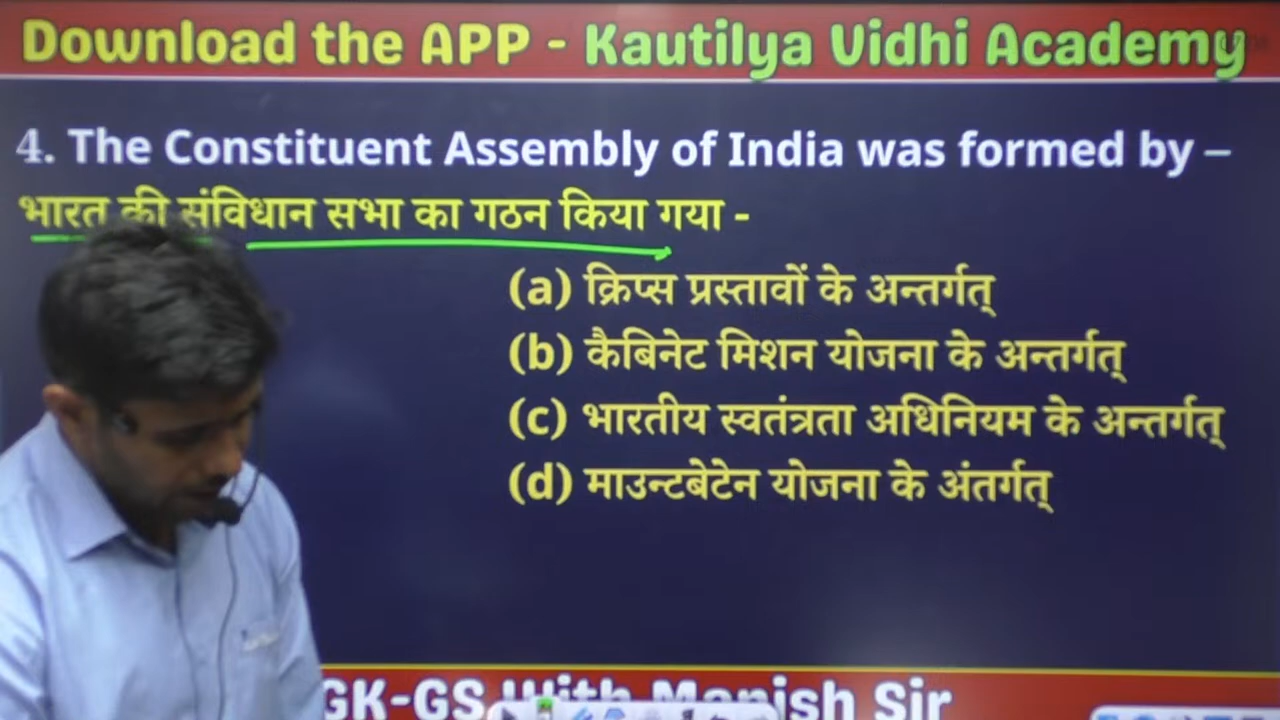 Download the APP - Kautilya Vidhi Academy
4. The Constituent Assembly of India was formed by –
भारत की संविधान सभा का गठन किया गया -
(a) क्रिप्स प्रस्तावों के अन्तर्गत्
(b) कैबिनेट मिशन योजना के अन्तर्गत्
(c) भारतीय स्वतंत्रता अधिनियम के अन्तर्गत्
(d) माउन्टबेटेन योजना के अंतर्गत्
GK-GS With Manish Sir